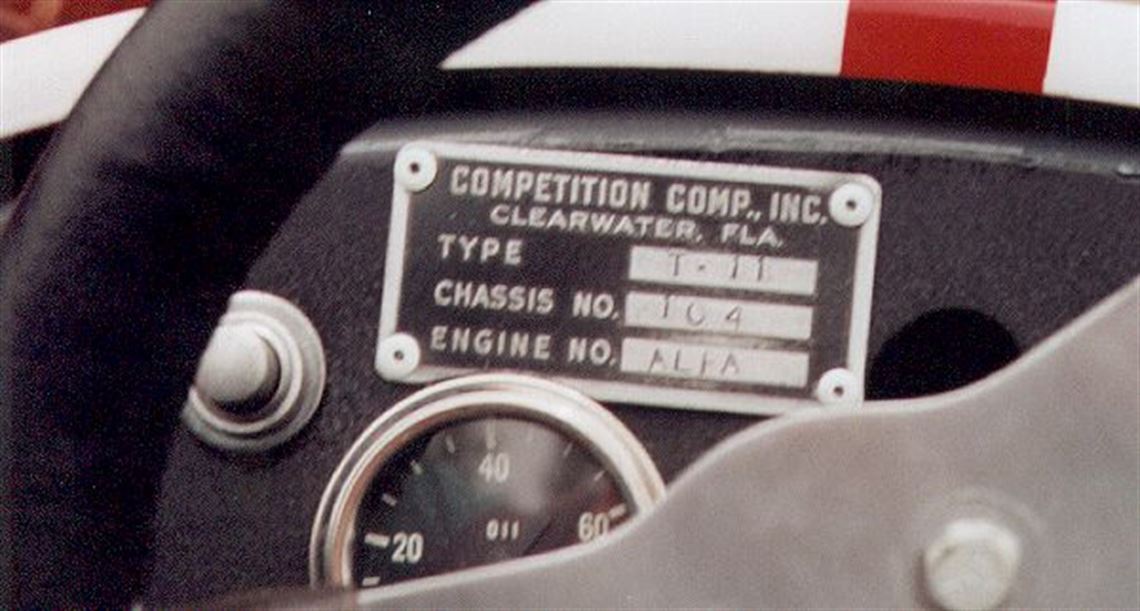 COMPETITION COMP., INC.
CLEARWATER, FLA.
TYPE T-11
CHASSIS NO. 104
ENGINE NO. ALFA
40
20 OIL 60